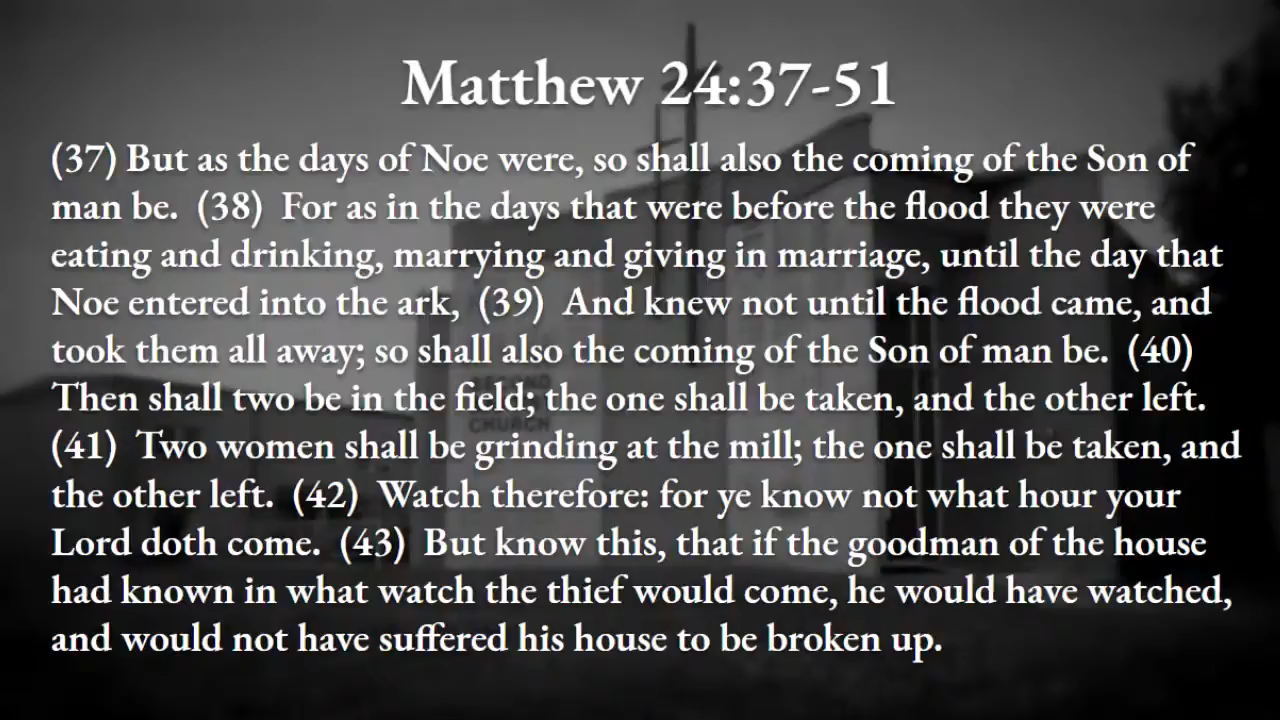 Matthew 24:37-51
(37) But as the days of Noe were, so shall also the coming of the Son of
man be.  (38)  For as in the days that were before the flood they were
eating and drinking, marrying and giving in marriage, until the day that
Noe entered into the ark,  (39)  And knew not until the flood came, and
took them all away; so shall also the coming of the Son of man be.  (40)
Then shall two be in the field; the one shall be taken, and the other left.
(41)  Two women shall be grinding at the mill; the one shall be taken, and
the other left.  (42)  Watch therefore: for ye know not what hour your
Lord doth come.  (43)  But know this, that if the goodman of the house
had known in what watch the thief would come, he would have watched,
and would not have suffered his house to be broken up.
SECOND
CHURCH